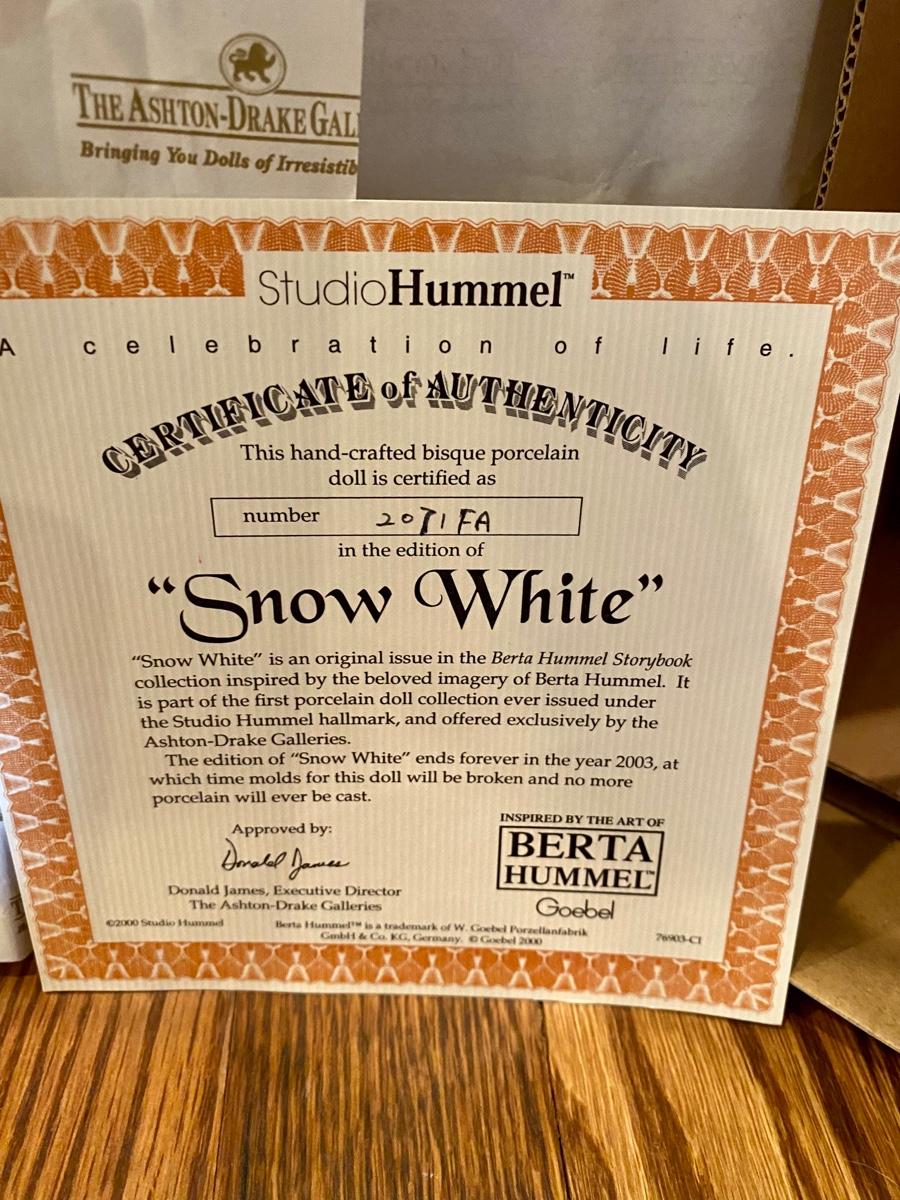 THE ASHTON-DRAKE GAL
Bringing You Dolls of Irresistib
StudioHummel™
A celebration of life.
CERTIFICATE of AUTHENTICITY
This hand-crafted bisque porcelain
doll is certified as
number 2071FA
in the edition of
“Snow White”
“Snow White” is an original issue in the Berta Hummel Storybook
collection inspired by the beloved imagery of Berta Hummel. It
is part of the first porcelain doll collection ever issued under
the Studio Hummel hallmark, and offered exclusively by the
Ashton-Drake Galleries.
The edition of “Snow White” ends forever in the year 2003, at
which time molds for this doll will be broken and no more
porcelain will ever be cast.
Approved by:
Donald James
Donald James, Executive Director
The Ashton-Drake Galleries
INSPIRED BY THE ART OF
BERTA
HUMMEL™
Goebel
©2000 Studio Hummel
Berta Hummel™ is a trademark of W. Goebel Porzellanfabrik
GmbH & Co. KG, Germany. © Goebel 2000
76903-CI